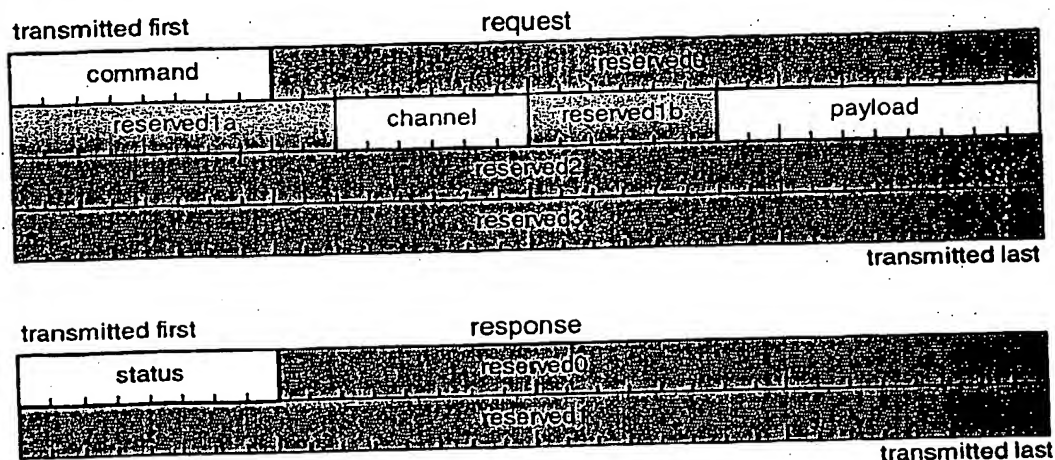 transmitted first request
command reserved0
reserved1a channel reserved1b payload
reserved2
reserved3
transmitted last
transmitted first response
status reserved0
transmitted last